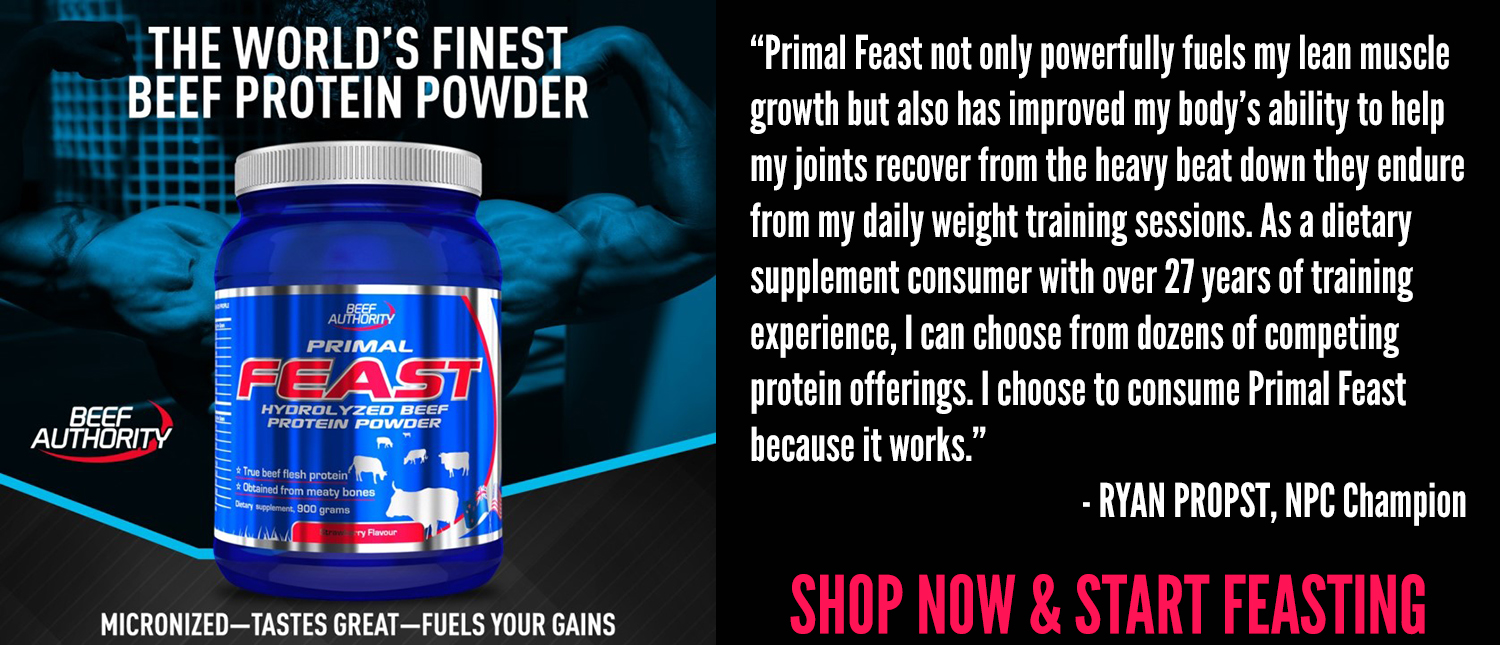 THE WORLD'S FINEST
BEEF PROTEIN POWDER
BEEF
AUTHORITY
PRIMAL
FEAST
HYDROLYZED BEEF
PROTEIN POWDER
☆ True beef flesh protein
☆ Obtained from meaty bones
Dietary supplement, 900 grams
Strawberry Flavour
BEEF
AUTHORITY
MICRONIZED—TASTES GREAT—FUELS YOUR GAINS
“Primal Feast not only powerfully fuels my lean muscle
growth but also has improved my body’s ability to help
my joints recover from the heavy beat down they endure
from my daily weight training sessions. As a dietary
supplement consumer with over 27 years of training
experience, I can choose from dozens of competing
protein offerings. I choose to consume Primal Feast
because it works.”
- RYAN PROPST, NPC Champion
SHOP NOW & START FEASTING